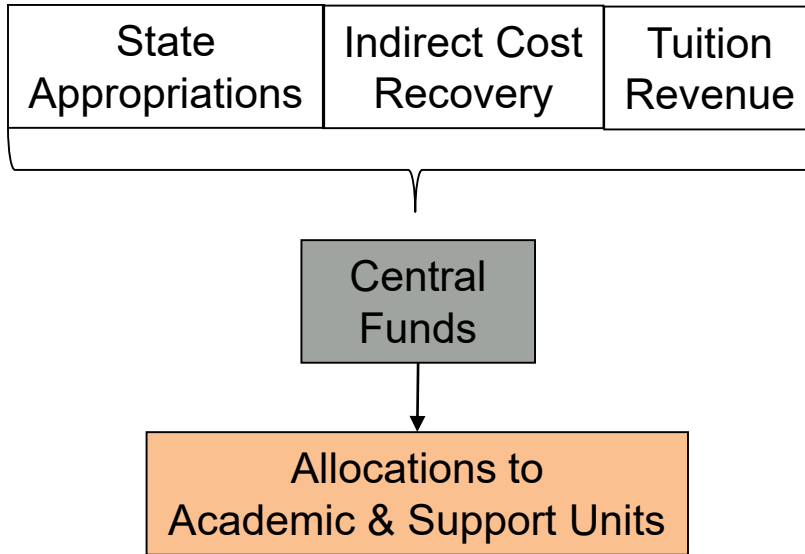 State
Appropriations
Indirect Cost
Recovery
Tuition
Revenue
Central
Funds
Allocations to
Academic & Support Units